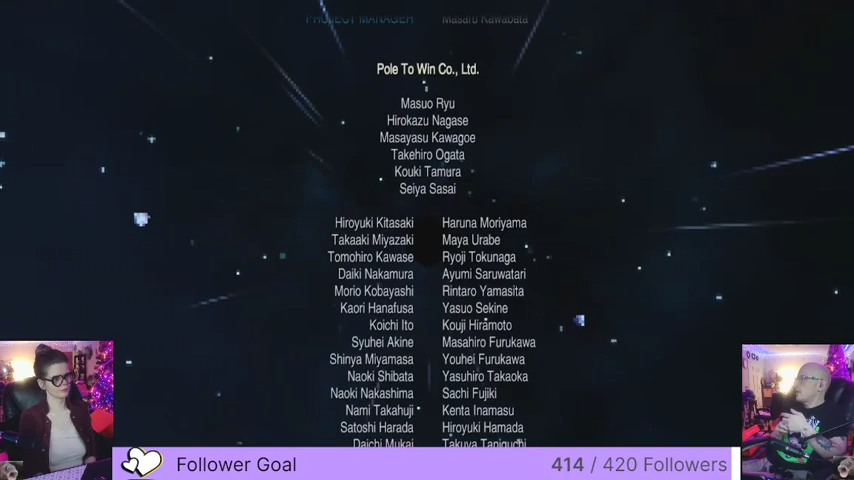 PROJECT MANAGER Masaru Kawabata
Pole To Win Co., Ltd.
Masuo Ryu
Hirokazu Nagase
Masayasu Kawagoe
Takehiro Ogata
Kouki Tamura
Seiya Sasai
Hiroyuki Kitasaki Haruna Moriyama
Takaaki Miyazaki Maya Urabe
Tomohiro Kawase Ryoji Tokunaga
Daiki Nakamura Ayumi Saruwatari
Morio Kobayashi Rintaro Yamasita
Kaori Hanafusa Yasuo Sekine
Koichi Ito Kouji Hiramoto
Syuhei Akine Masahiro Furukawa
Shinya Miyamasa Youhei Furukawa
Naoki Shibata Yasuhiro Takaoka
Naoki Nakashima Sachi Fujiki
Nami Takahuji Kenta Inamasu
Satoshi Harada Hiroyuki Hamada
Daichi Mukai Takuya Taniguchi
Follower Goal 414 / 420 Followers